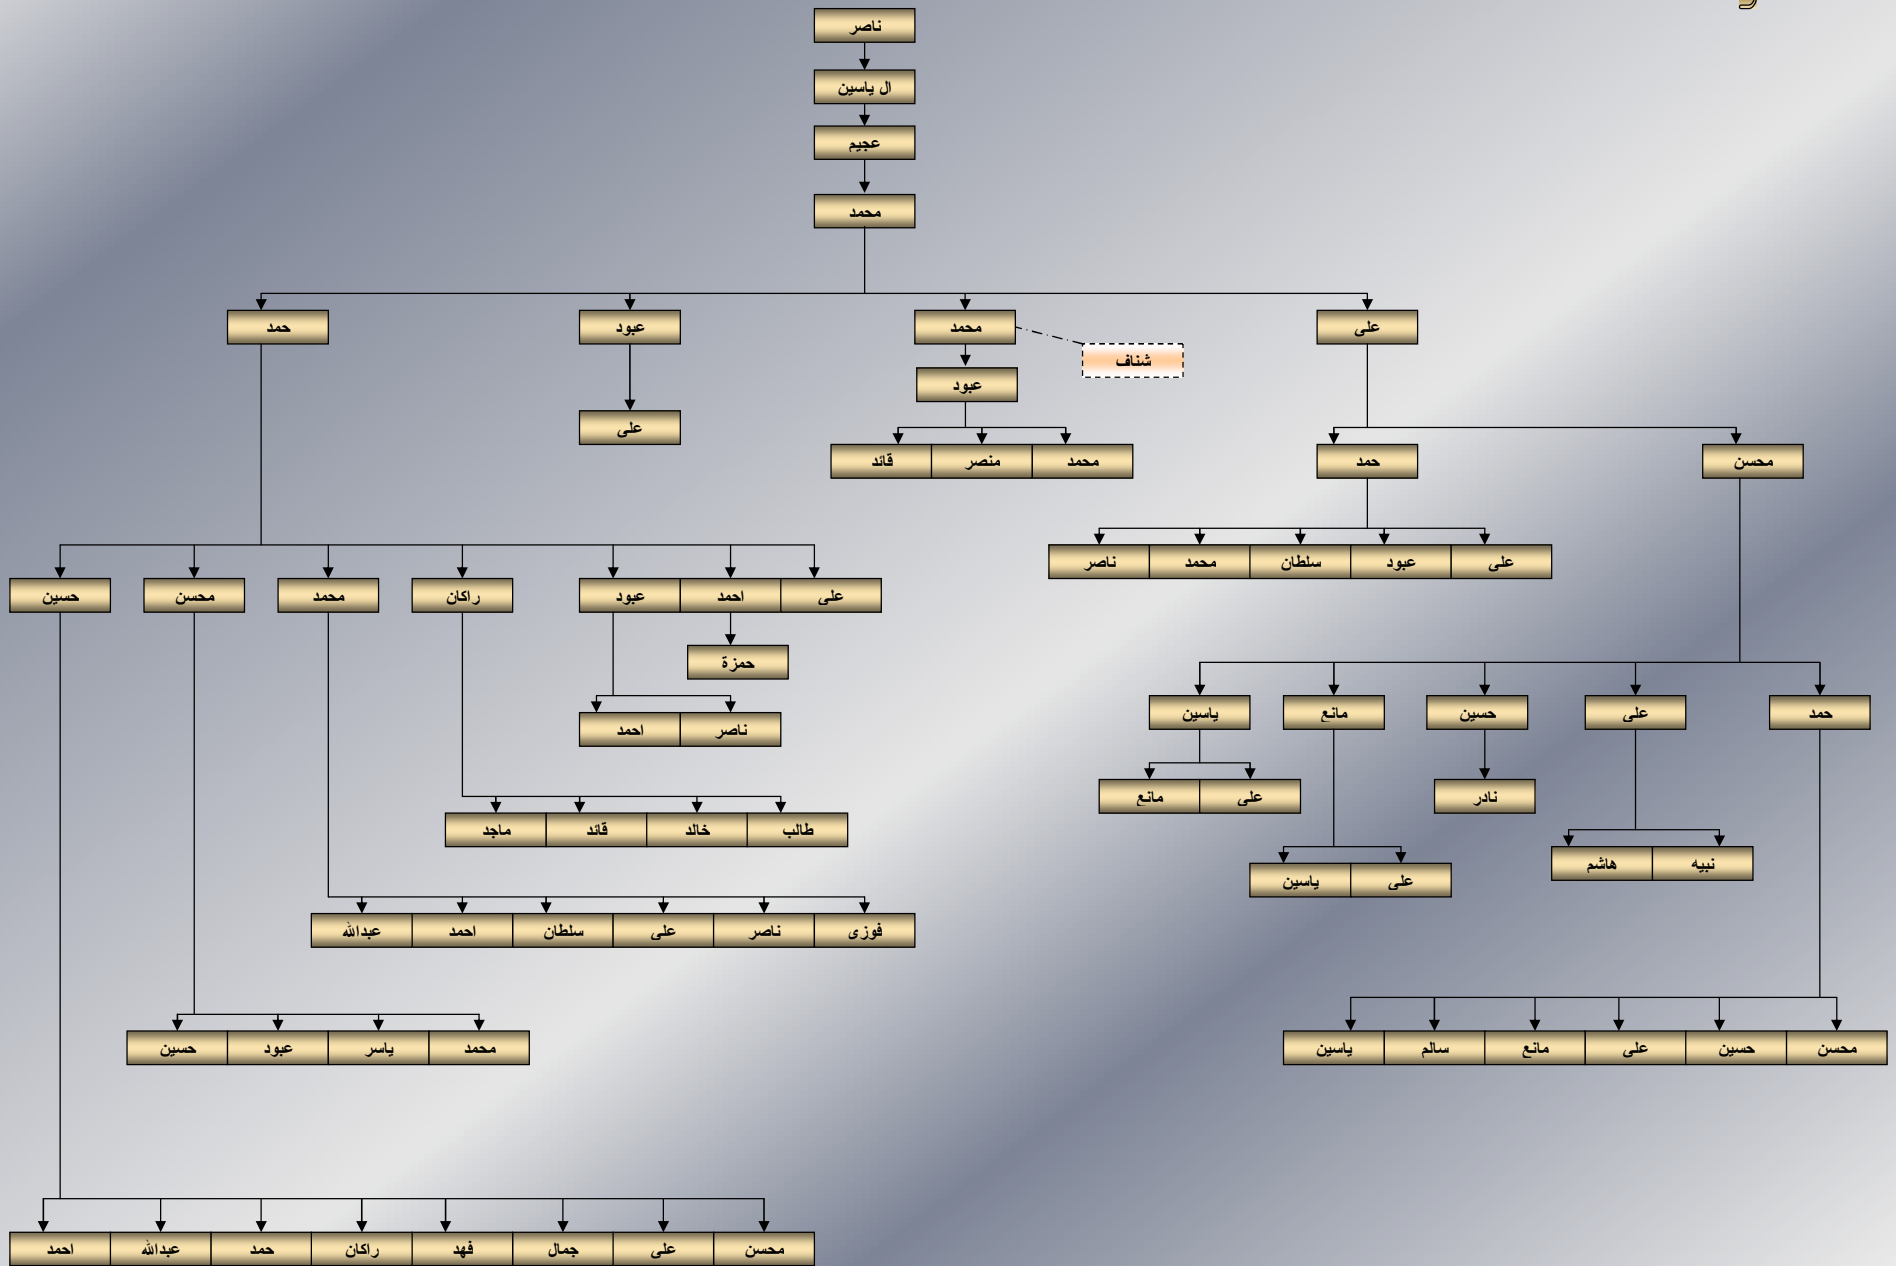 ناصر
ال ياسين
عجيم
محمد
على
محمد
عبود
حمد
شناف
عبود
على
محسن
حمد
محمد
منصر
قائد
على
عبود
سلطان
محمد
ناصر
على
احمد
عبود
راكان
محمد
محسن
حسين
حمزة
حمد
على
حسين
مانع
ياسين
ناصر
احمد
نادر
على
مانع
طالب
خالد
قائد
ماجد
نبيه
هاشم
على
ياسين
فوزى
ناصر
على
سلطان
احمد
عبدالله
محسن
حسين
على
مانع
سالم
ياسين
محمد
ياسر
عبود
حسين
محسن
على
جمال
فهد
راكان
حمد
عبدالله
احمد